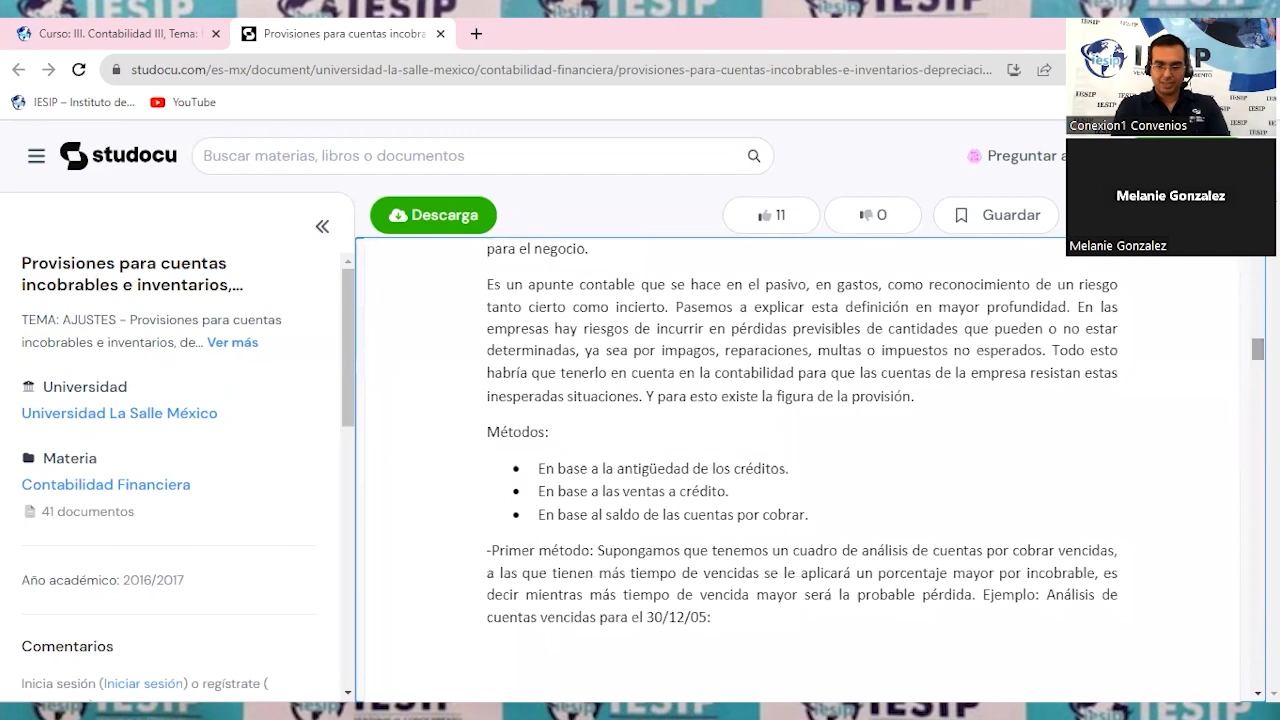 Curso: III. Contabilidad III, Tema:
Provisiones para cuentas incobra
studocu.com/es-mx/document/universidad-la-salle-me bilidad-financiera/provisiones-para-cuentas-incobrables-e-inventarios-depreciaci...
IESIP – Instituto de...
YouTube
studocu
Buscar materias, libros o documentos
Preguntar a
IESIP
Conexion1 Convenios
Melanie Gonzalez
Melanie Gonzalez
Descarga
11
0
Guardar
Provisiones para cuentas
incobrables e inventarios,...
TEMA: AJUSTES – Provisiones para cuentas
incobrables e inventarios, de... Ver más
Universidad
Universidad La Salle México
Materia
Contabilidad Financiera
41 documentos
Año académico: 2016/2017
Comentarios
Inicia sesión (Iniciar sesión) o regístrate (
para el negocio.
Es un apunte contable que se hace en el pasivo, en gastos, como reconocimiento de un riesgo
tanto cierto como incierto. Pasemos a explicar esta definición en mayor profundidad. En las
empresas hay riesgos de incurrir en pérdidas previsibles de cantidades que pueden o no estar
determinadas, ya sea por impagos, reparaciones, multas o impuestos no esperados. Todo esto
habría que tenerlo en cuenta en la contabilidad para que las cuentas de la empresa resistan estas
inesperadas situaciones. Y para esto existe la figura de la provisión.
Métodos:
• En base a la antigüedad de los créditos.
• En base a las ventas a crédito.
• En base al saldo de las cuentas por cobrar.
-Primer método: Supongamos que tenemos un cuadro de análisis de cuentas por cobrar vencidas,
a las que tienen más tiempo de vencidas se le aplicará un porcentaje mayor por incobrable, es
decir mientras más tiempo de vencida mayor será la probable pérdida. Ejemplo: Análisis de
cuentas vencidas para el 30/12/05: